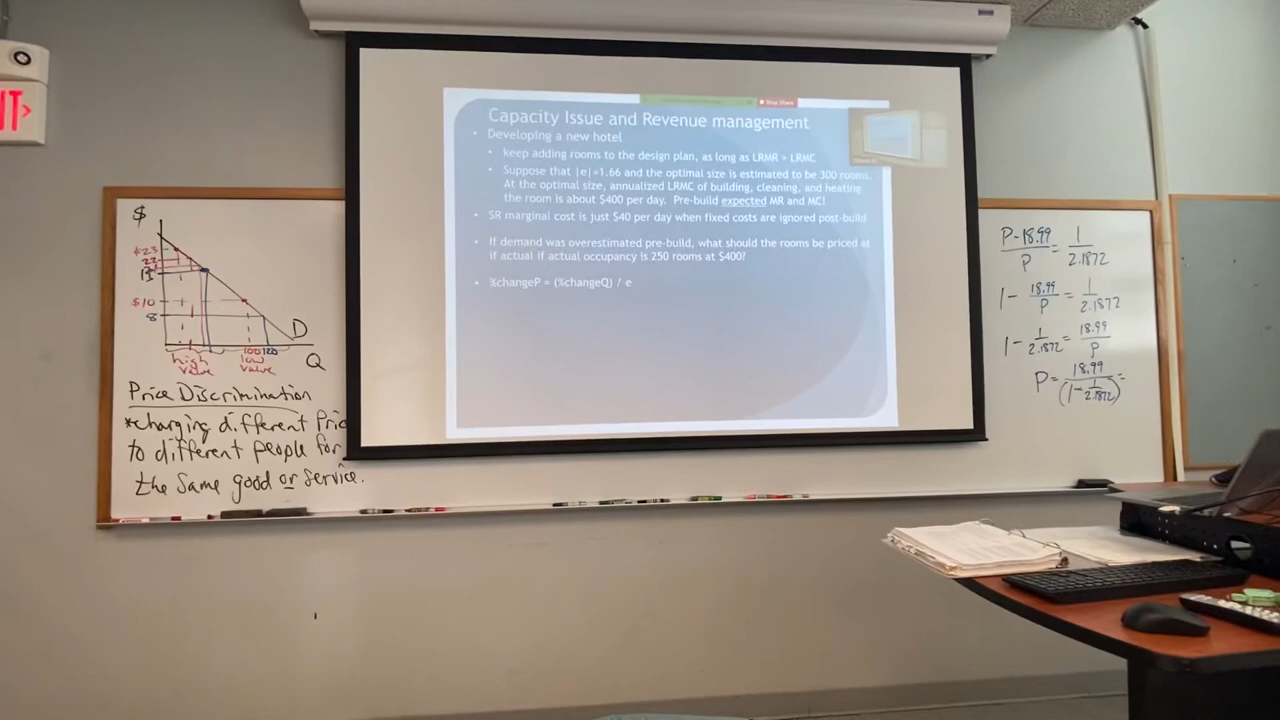 IT>
$
$23
$10
8
D
100 120
Q
high
value
low
value
Price Discrimination
*charging different Pric
to different people for
the same good or service.
Stop Share
Capacity Issue and Revenue management
• Developing a new hotel
• keep adding rooms to the design plan, as long as LRMR > LRMC
• Suppose that |e|=1.66 and the optimal size is estimated to be 300 rooms.
At the optimal size, annualized LRMC of building, cleaning, and heating
the room is about $400 per day. Pre-build expected MR and MC!
• SR marginal cost is just $40 per day when fixed costs are ignored post-build
• If demand was overestimated pre-build, what should the rooms be priced at
if actual if actual occupancy is 250 rooms at $400?
• %changeP = (%changeQ) / e
P-18.99/P = 1/2.1872
1 - 18.99/P = 1/2.1872
1 - 1/2.1872 = 18.99/P
P = 18.99/(1 - 1/2.1872) =